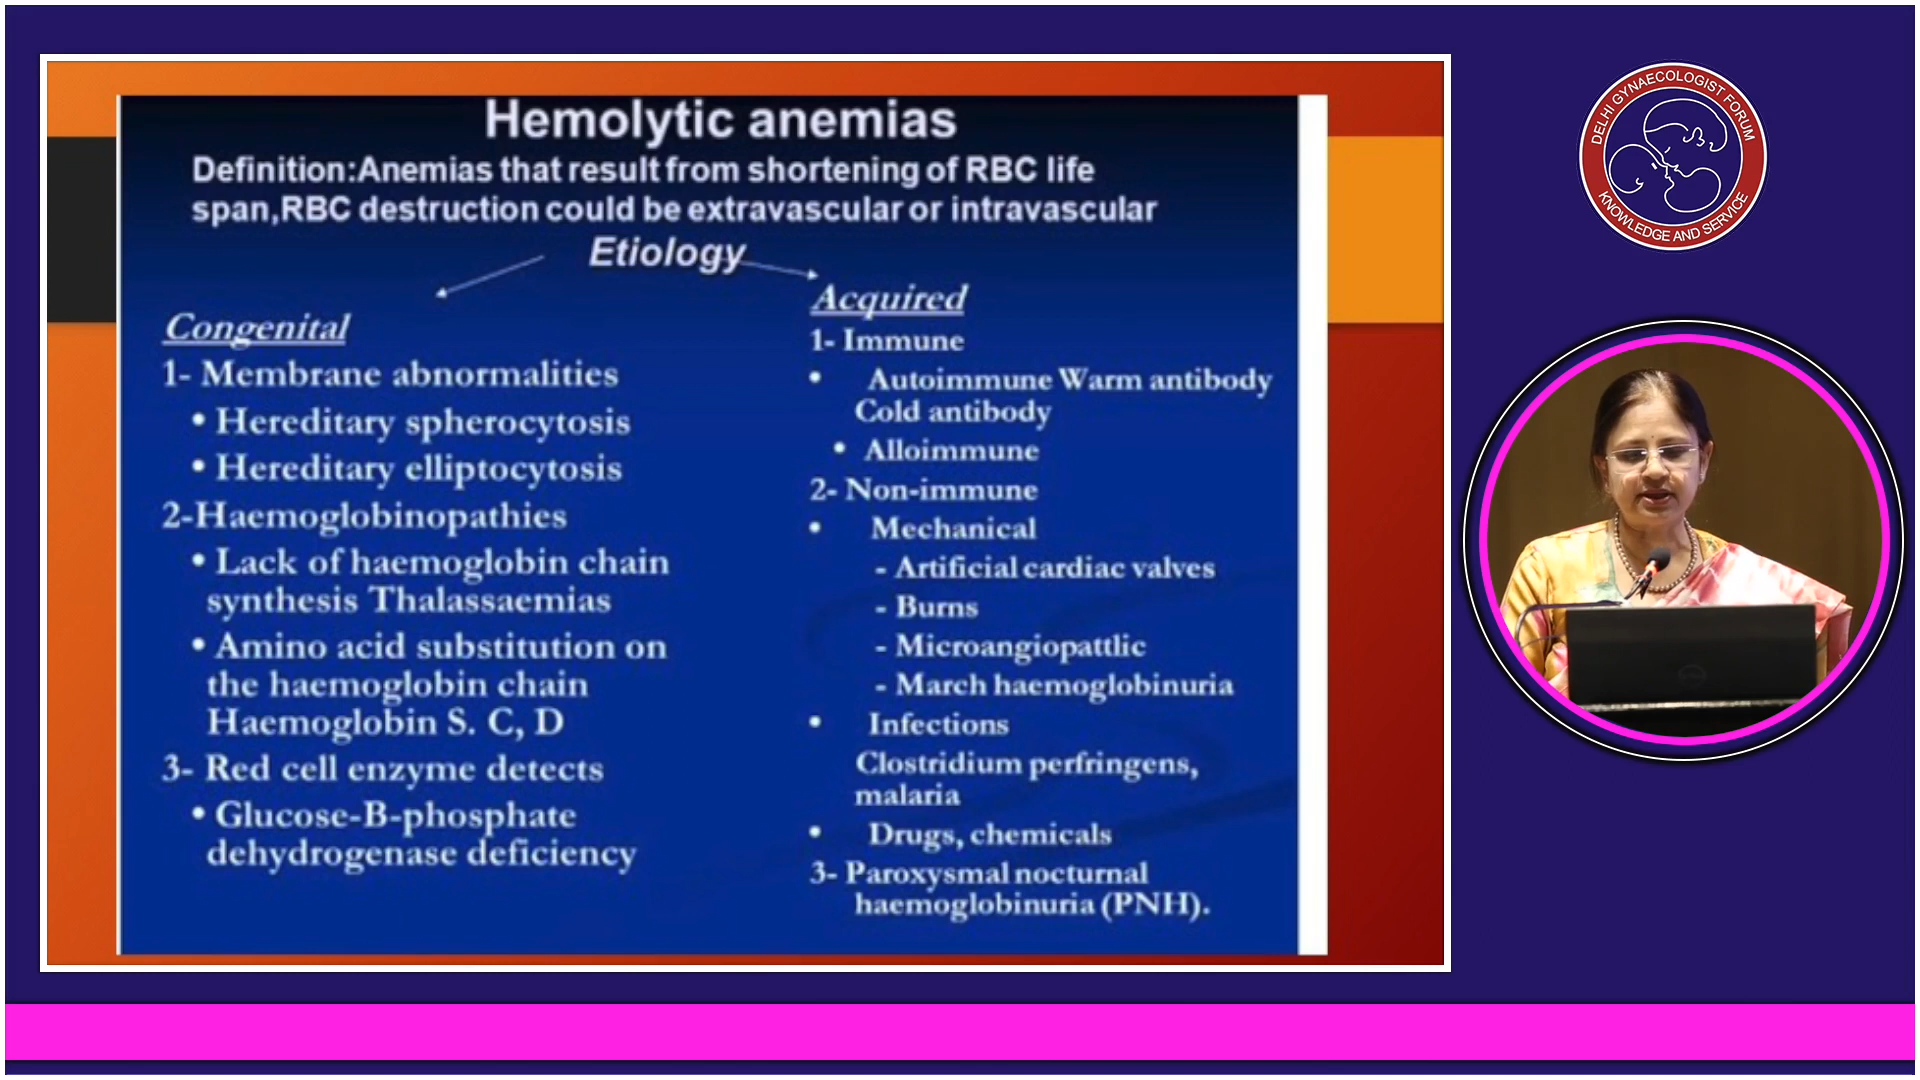 Hemolytic anemias
Definition:Anemias that result from shortening of RBC life
span,RBC destruction could be extravascular or intravascular
Etiology
Congenital
1- Membrane abnormalities
• Hereditary spherocytosis
• Hereditary elliptocytosis
2-Haemoglobinopathies
• Lack of haemoglobin chain
synthesis Thalassaemias
• Amino acid substitution on
the haemoglobin chain
Haemoglobin S. C, D
3- Red cell enzyme detects
• Glucose-B-phosphate
dehydrogenase deficiency
Acquired
1- Immune
• Autoimmune Warm antibody
Cold antibody
• Alloimmune
2- Non-immune
• Mechanical
- Artificial cardiac valves
- Burns
- Microangiopattlic
- March haemoglobinuria
• Infections
Clostridium perfringens,
malaria
• Drugs, chemicals
3- Paroxysmal nocturnal
haemoglobinuria (PNH).
DELHI GYNAECOLOGIST FORUM
KNOWLEDGE AND SERVICE